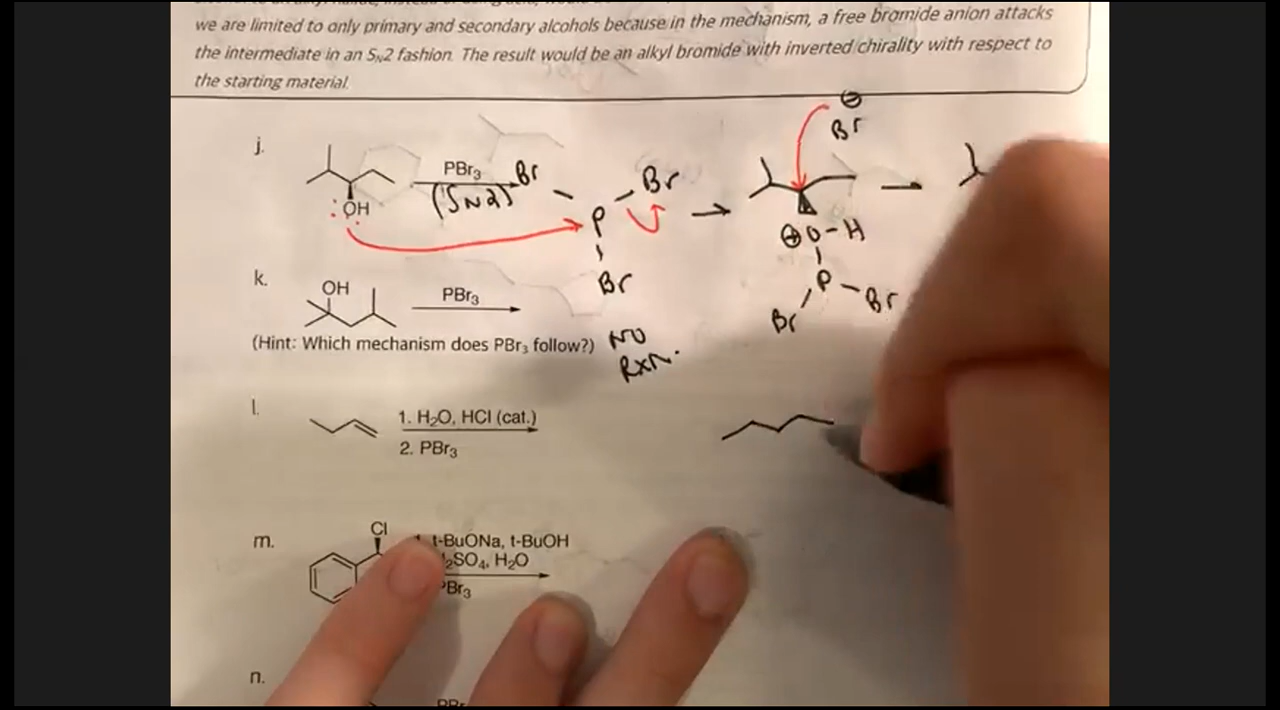 we are limited to only primary and secondary alcohols because in the mechanism, a free bromide anion attacks
the intermediate in an SN2 fashion. The result would be an alkyl bromide with inverted chirality with respect to
the starting material.
⊖
Br
j.
PBr3
Br
Br
(SN2)
P
:OH
⊕O-H
Br
P
Br
Br
k.
OH
PBr3
(Hint: Which mechanism does PBr3 follow?)
NO
RXN.
l.
1. H2O, HCl (cat.)
2. PBr3
Cl
m.
t-BuONa, t-BuOH
2SO4, H2O
Br3
n.